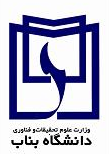 وزارت علوم تحقیقات و فناوری
دانشگاه بناب